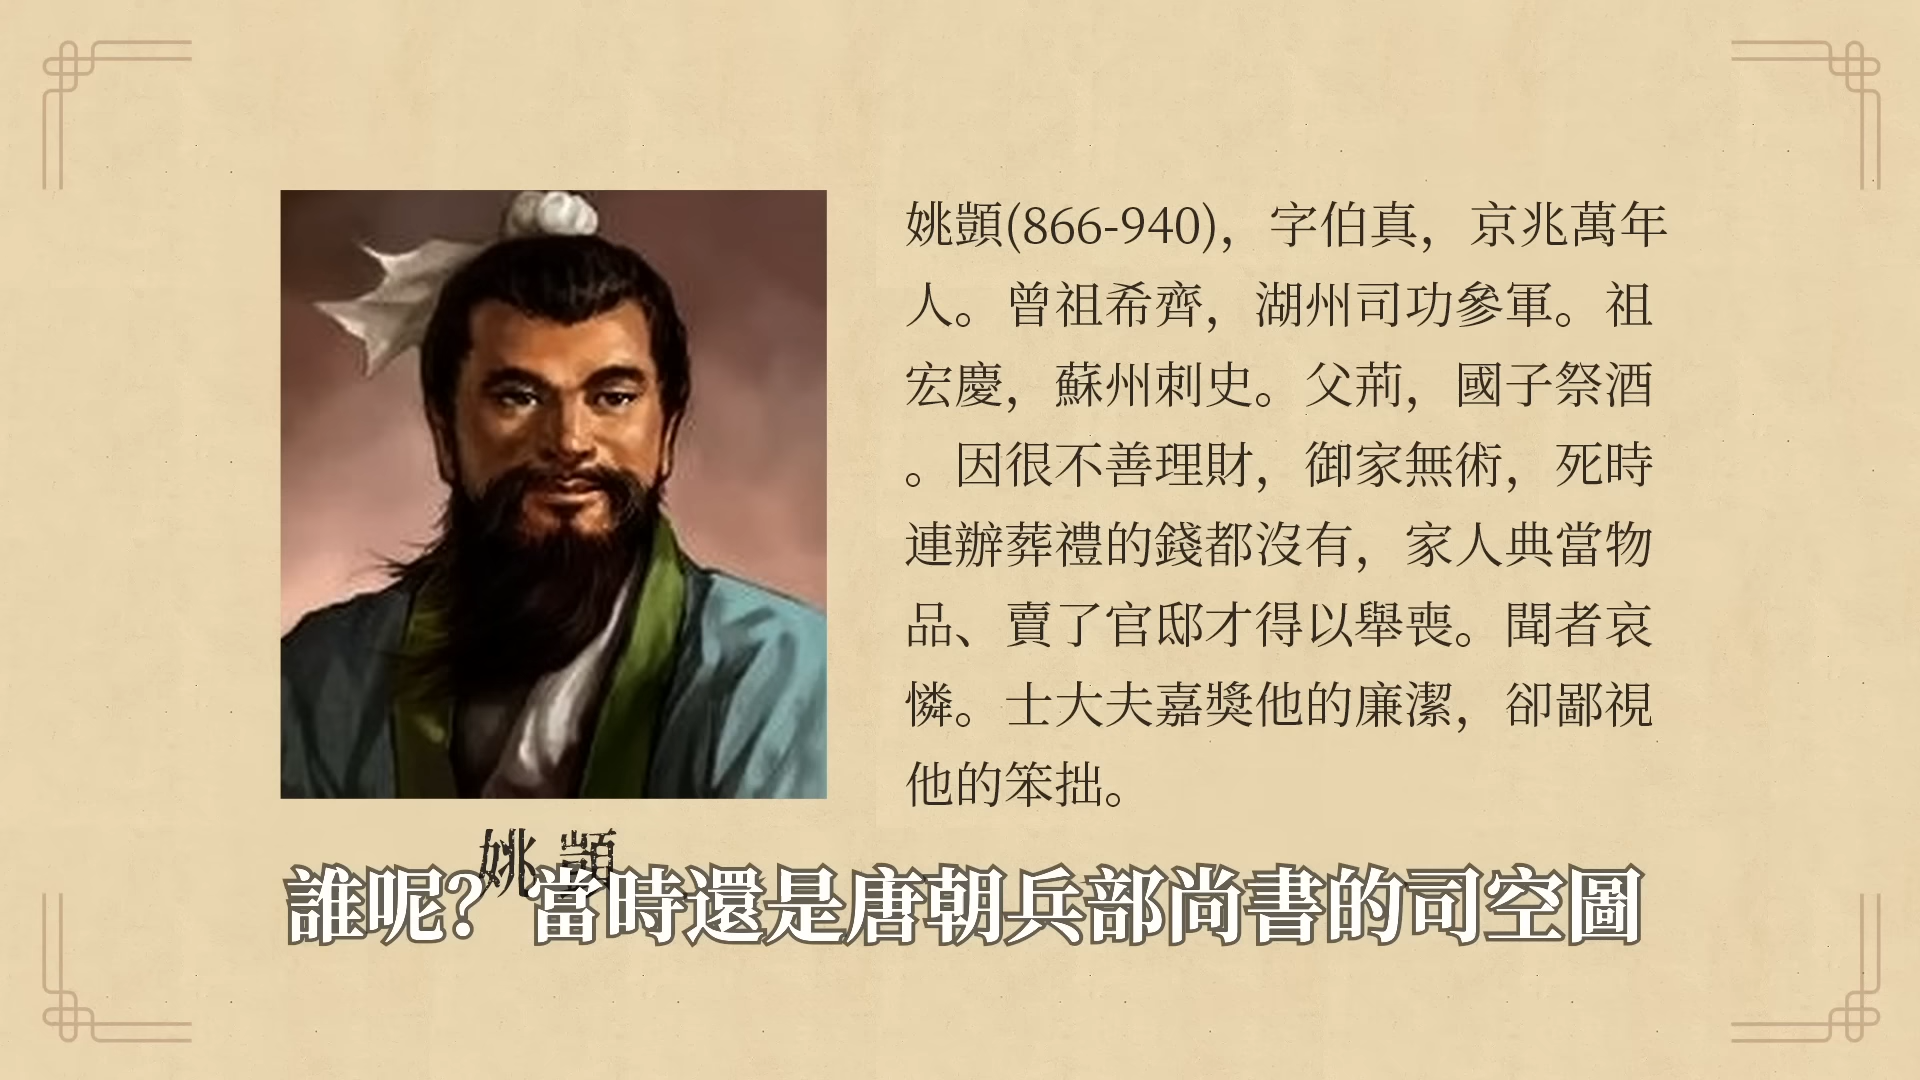 姚顗(866-940)，字伯真，京兆萬年
人。曾祖希齊，湖州司功參軍。祖
宏慶，蘇州刺史。父荊，國子祭酒
。因很不善理財，御家無術，死時
連辦葬禮的錢都沒有，家人典當物
品、賣了官邸才得以舉喪。聞者哀
憐。士大夫嘉獎他的廉潔，卻鄙視
他的笨拙。
姚顗
誰呢？當時還是唐朝兵部尚書的司空圖